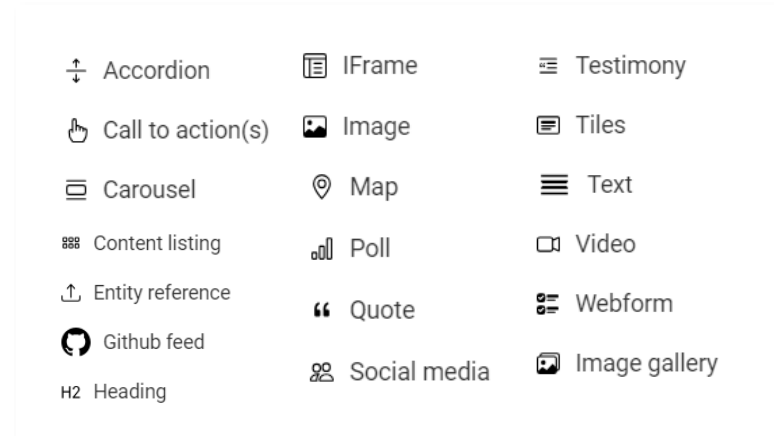 Accordion
Call to action(s)
Carousel
Content listing
Entity reference
Github feed
H2 Heading
IFrame
Image
Map
Poll
Quote
Social media
Testimony
Tiles
Text
Video
Webform
Image gallery